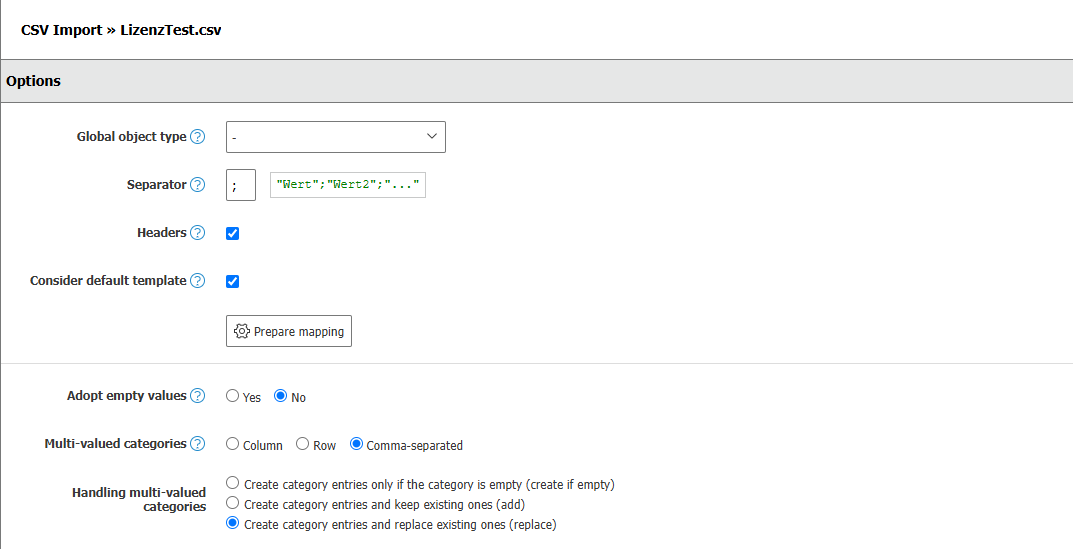 CSV Import » LizenzTest.csv
Options
Global object type ?
-
Separator ?
; "Wert";"Wert2";"..."
Headers ?
Consider default template ?
Prepare mapping
Adopt empty values ? Yes No
Multi-valued categories ? Column Row Comma-separated
Handling multi-valued
categories
Create category entries only if the category is empty (create if empty)
Create category entries and keep existing ones (add)
Create category entries and replace existing ones (replace)